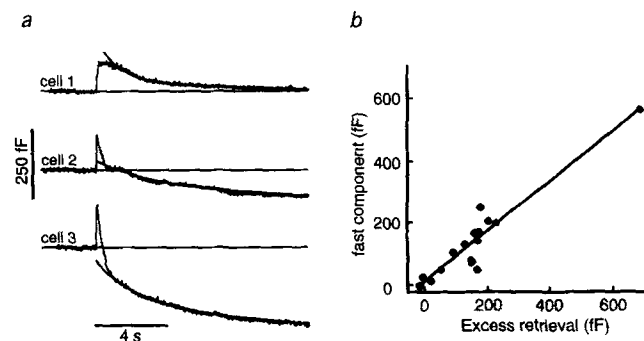 a
cell 1
cell 2
cell 3
250 fF
4 s
b
fast component (fF)
600
400
200
0
0 200 400 600
Excess retrieval (fF)